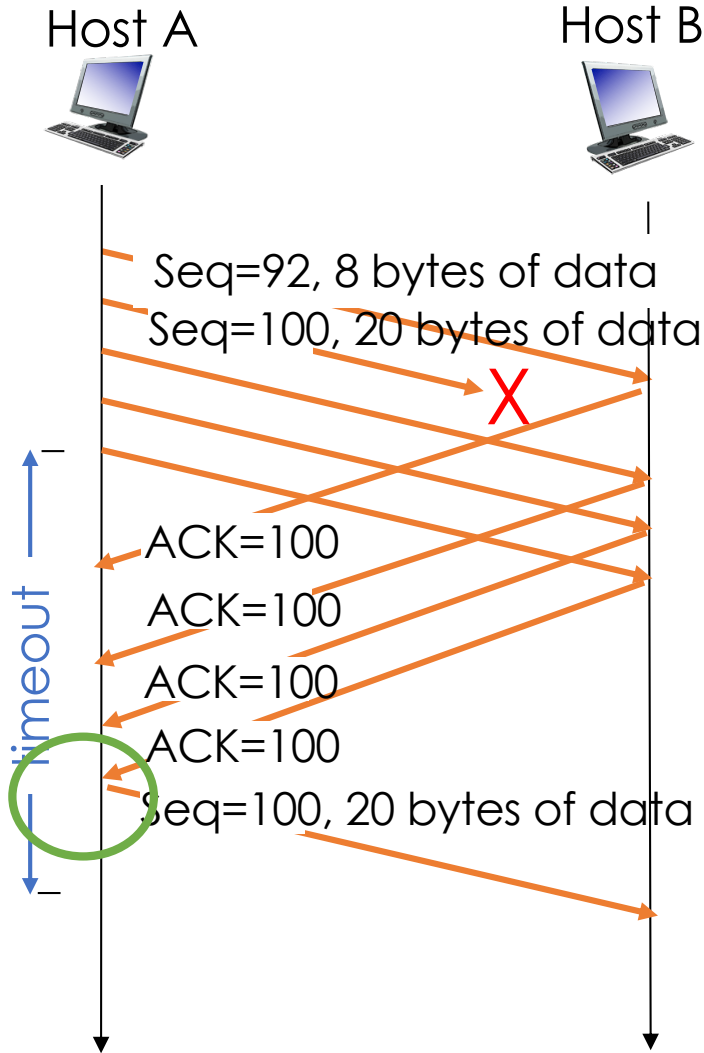 Host A
Host B
Seq=92, 8 bytes of data
Seq=100, 20 bytes of data
X
ACK=100
ACK=100
timeout
ACK=100
ACK=100
Seq=100, 20 bytes of data